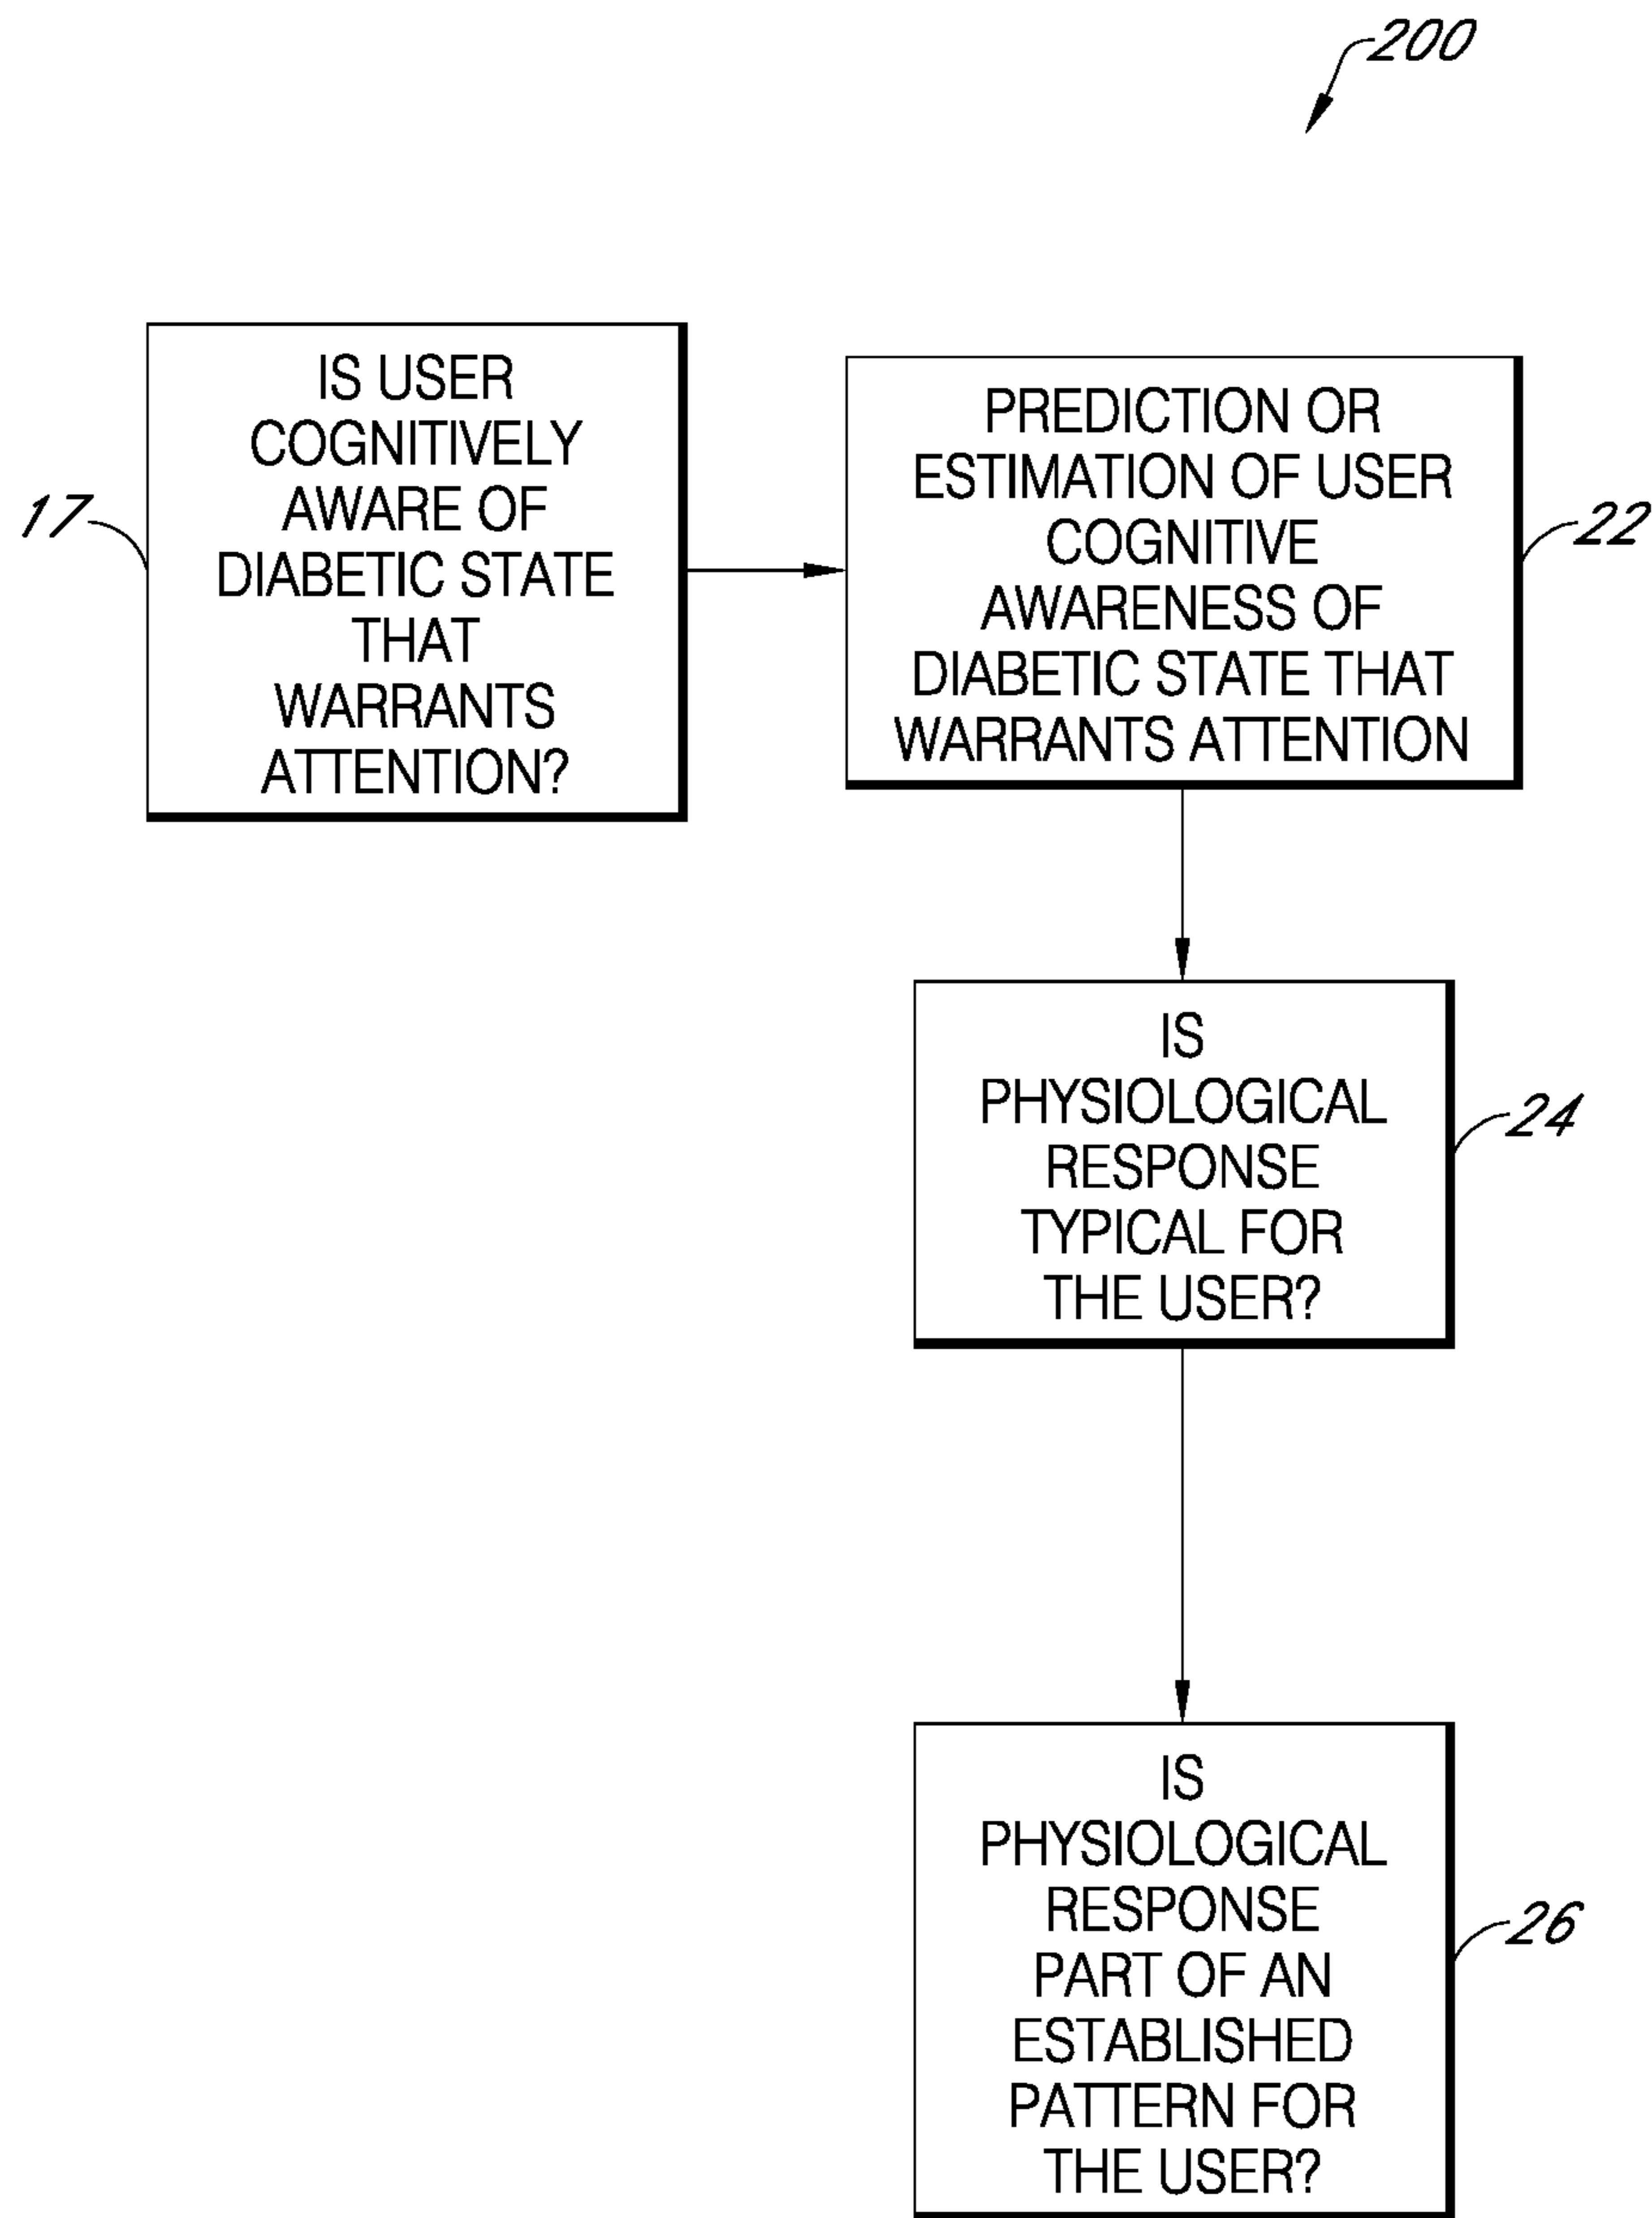 200
17
IS USER
COGNITIVELY
AWARE OF
DIABETIC STATE
THAT
WARRANTS
ATTENTION?
PREDICTION OR
ESTIMATION OF USER
COGNITIVE
AWARENESS OF
DIABETIC STATE THAT
WARRANTS ATTENTION
22
IS
PHYSIOLOGICAL
RESPONSE
TYPICAL FOR
THE USER?
24
IS
PHYSIOLOGICAL
RESPONSE
PART OF AN
ESTABLISHED
PATTERN FOR
THE USER?
26